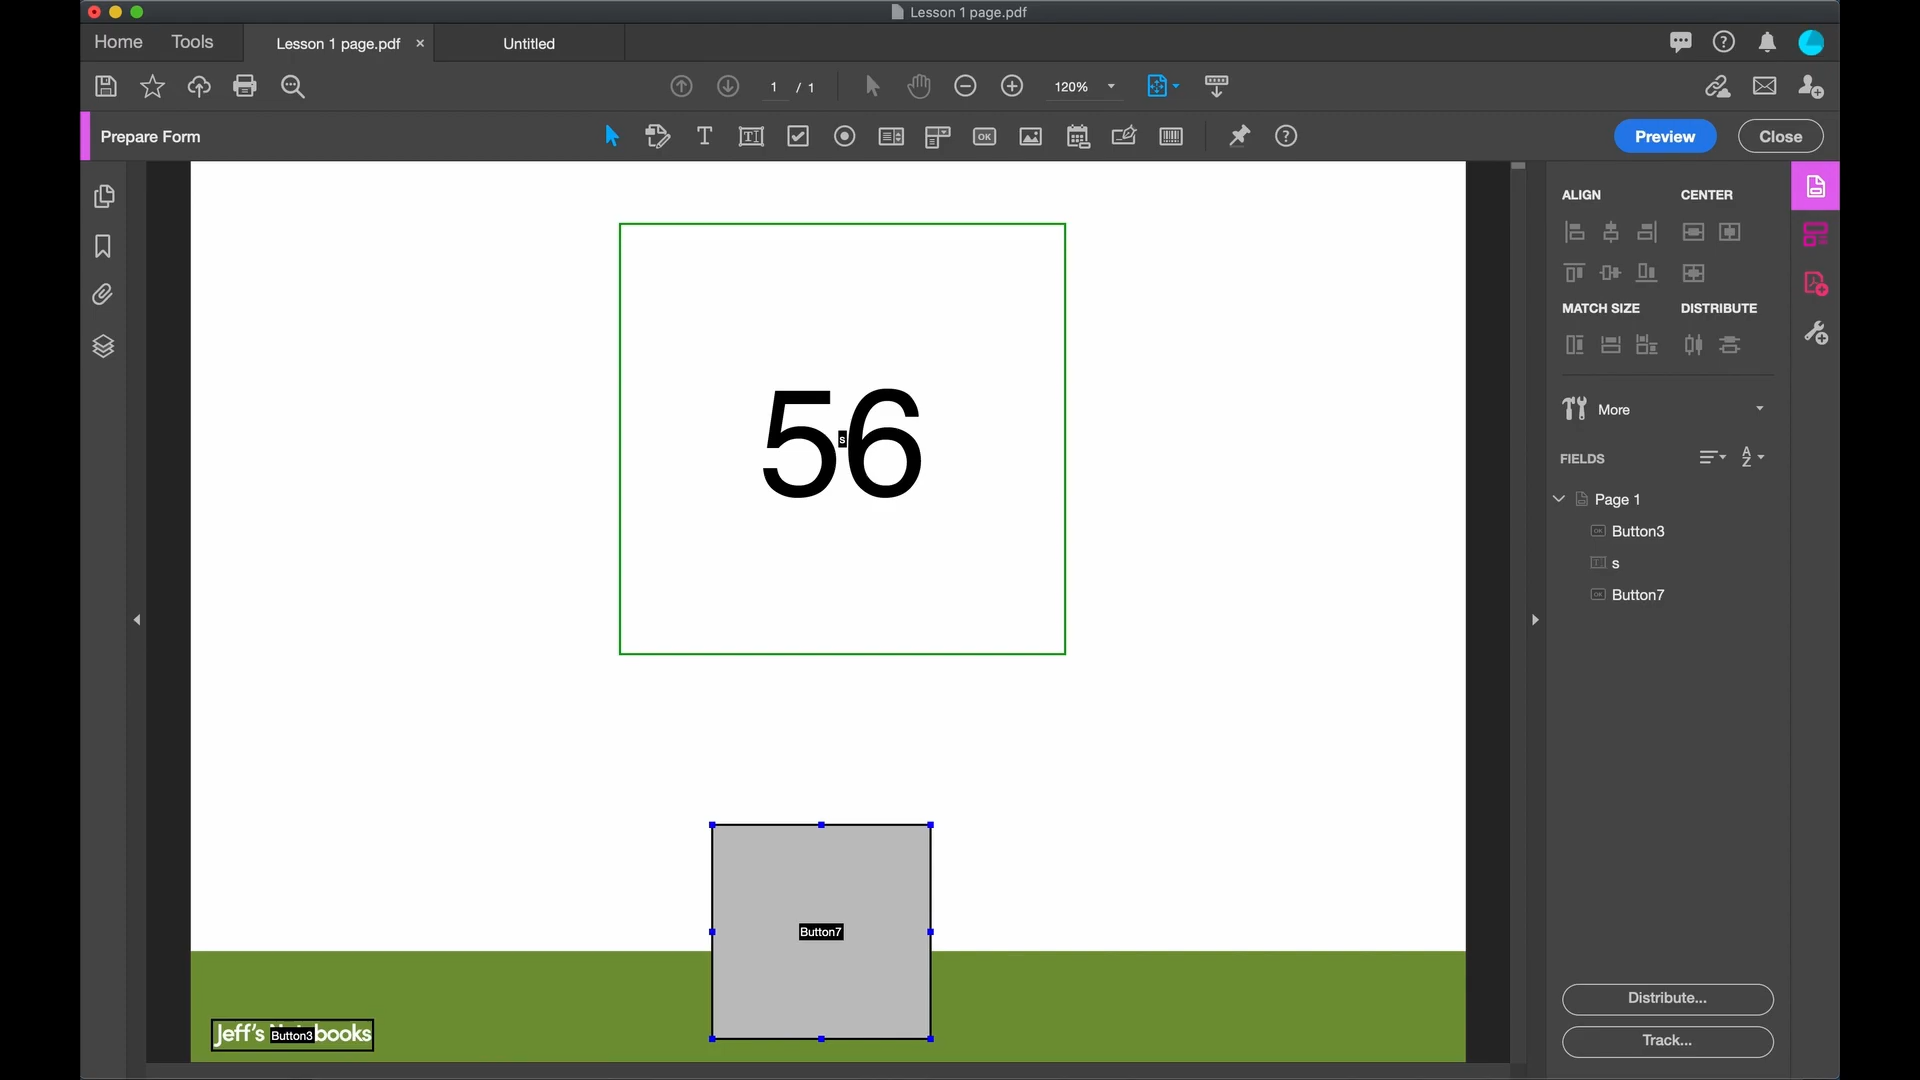 Lesson 1 page.pdf
Home
Tools
Lesson 1 page.pdf ×
Untitled
1 / 1
120%
Prepare Form
T
T
OK
Preview
Close
ALIGN
CENTER
MATCH SIZE
DISTRIBUTE
More
FIELDS
A
Z
Page 1
Button3
s
Button7
56
s
Button7
Jeff's
Button3
books
Distribute...
Track...